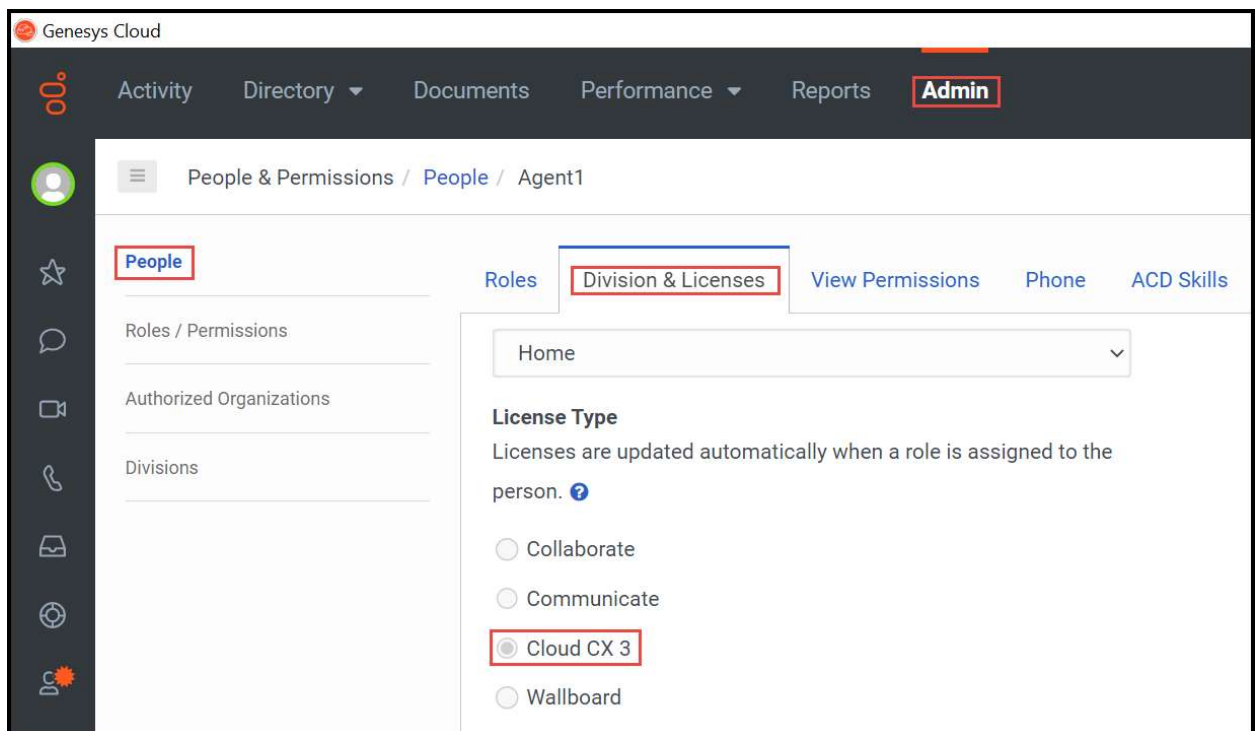 Genesys Cloud
Activity Directory Documents Performance Reports Admin
People & Permissions / People / Agent1
People
Roles / Permissions
Authorized Organizations
Divisions
Roles Division & Licenses View Permissions Phone ACD Skills
Home
License Type
Licenses are updated automatically when a role is assigned to the
person. ?
Collaborate
Communicate
Cloud CX 3
Wallboard